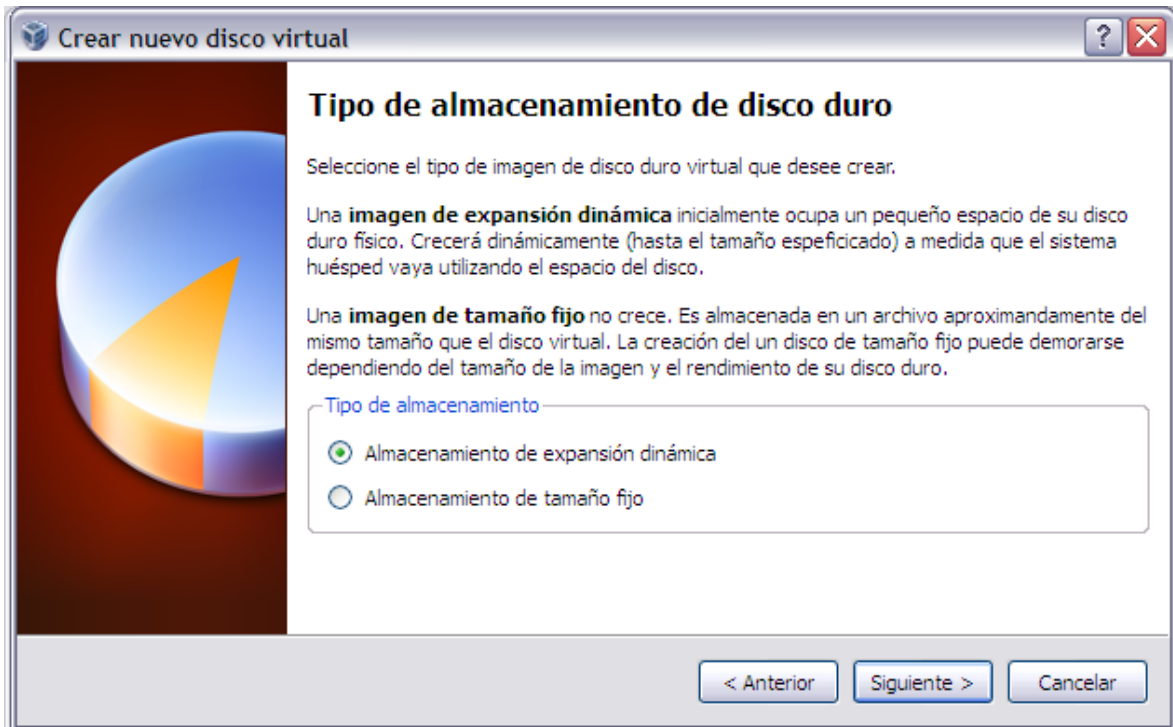 Crear nuevo disco virtual
Tipo de almacenamiento de disco duro
Seleccione el tipo de imagen de disco duro virtual que desee crear.
Una imagen de expansión dinámica inicialmente ocupa un pequeño espacio de su disco
duro físico. Crecerá dinámicamente (hasta el tamaño espeficicado) a medida que el sistema
huésped vaya utilizando el espacio del disco.
Una imagen de tamaño fijo no crece. Es almacenada en un archivo aproximandamente del
mismo tamaño que el disco virtual. La creación del un disco de tamaño fijo puede demorarse
dependiendo del tamaño de la imagen y el rendimiento de su disco duro.
Tipo de almacenamiento
Almacenamiento de expansión dinámica
Almacenamiento de tamaño fijo
< Anterior Siguiente > Cancelar